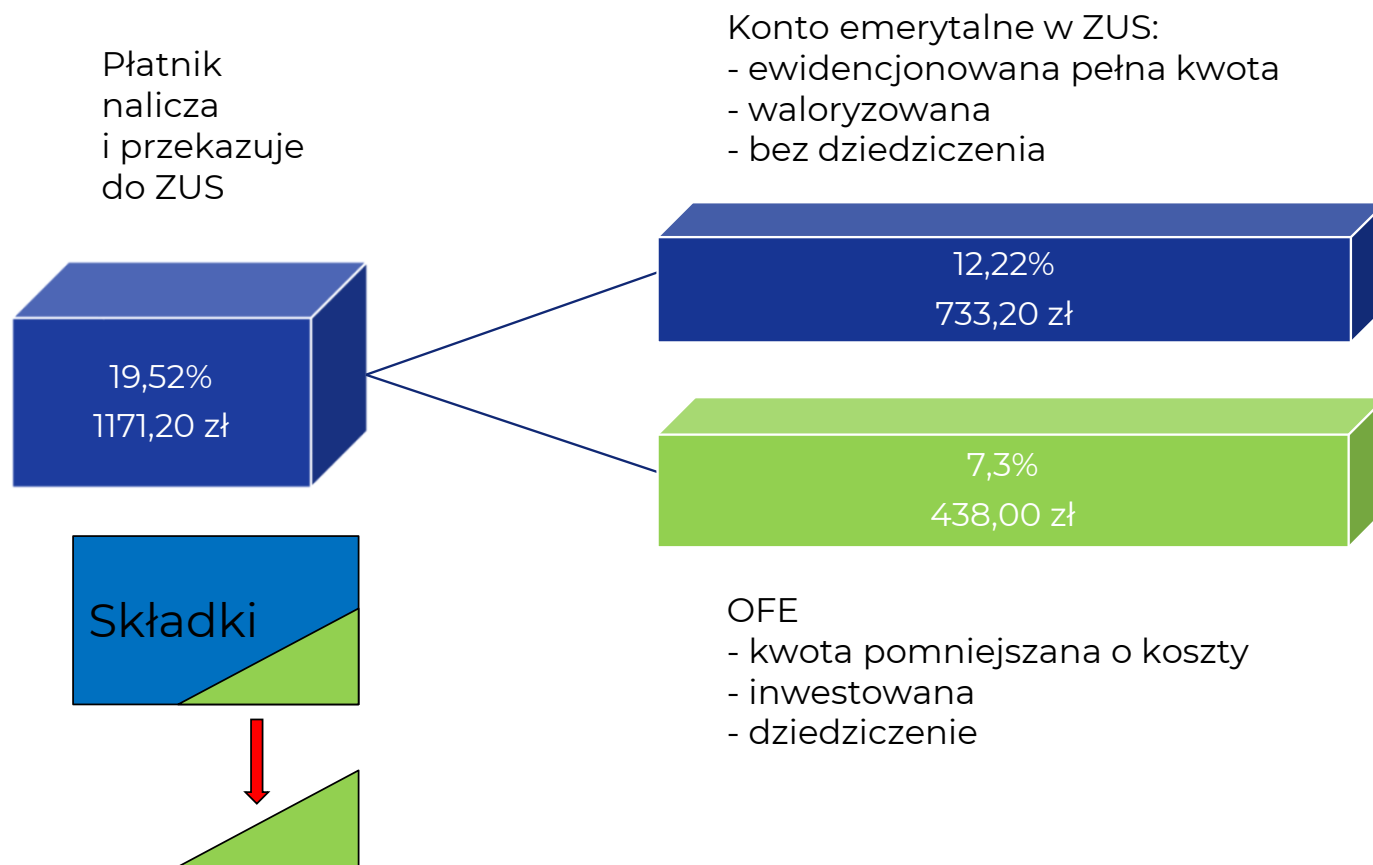 Płatnik
nalicza
i przekazuje
do ZUS
19,52%
1171,20 zł
Składki
Konto emerytalne w ZUS:
- ewidencjonowana pełna kwota
- waloryzowana
- bez dziedziczenia
12,22%
733,20 zł
7,3%
438,00 zł
OFE
- kwota pomniejszana o koszty
- inwestowana
- dziedziczenie